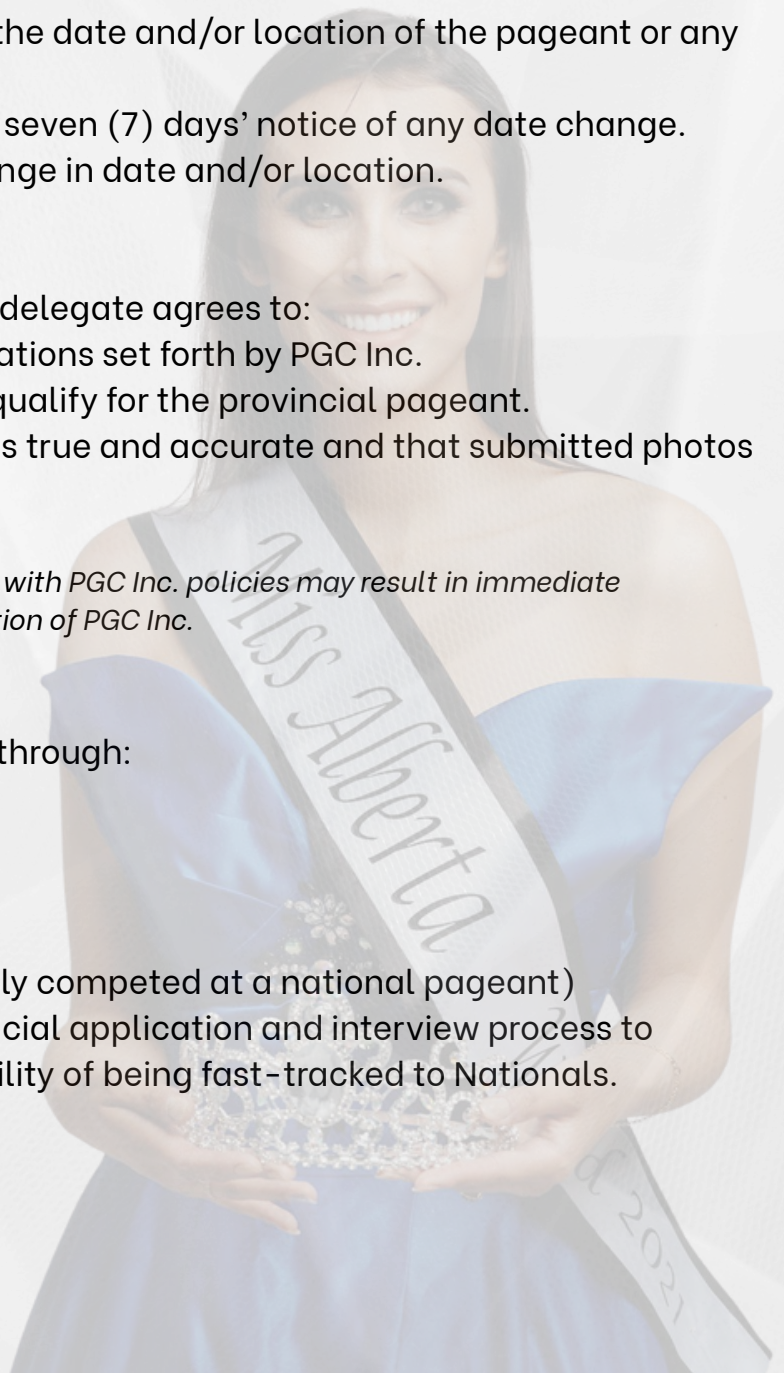 the date and/or location of the pageant or any
seven (7) days’ notice of any date change.
nge in date and/or location.
delegate agrees to:
ations set forth by PGC Inc.
qualify for the provincial pageant.
s true and accurate and that submitted photos
with PGC Inc. policies may result in immediate
tion of PGC Inc.
through:
ly competed at a national pageant)
cial application and interview process to
ility of being fast-tracked to Nationals.
Miss Alberta
d 2021